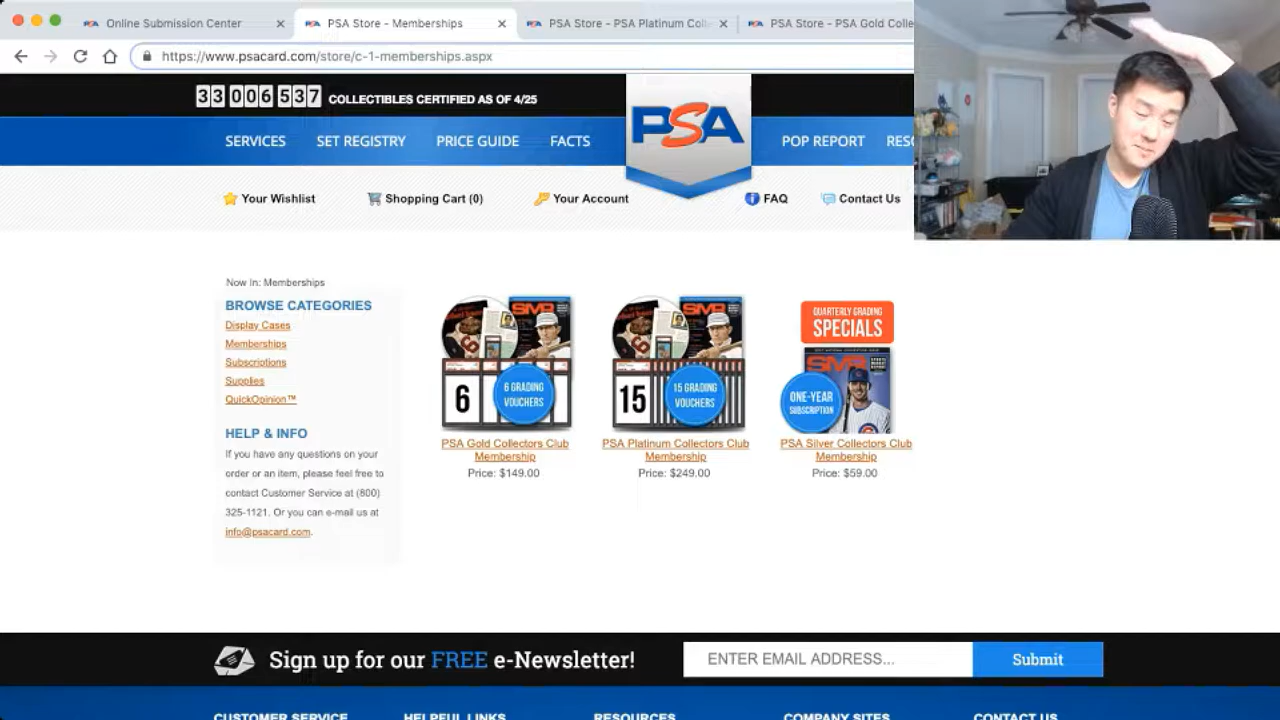 Online Submission Center
PSA Store - Memberships
PSA Store - PSA Platinum Coll
PSA Store - PSA Gold Colle
https://www.psacard.com/store/c-1-memberships.aspx
33 006 537 COLLECTIBLES CERTIFIED AS OF 4/25
SERVICES
SET REGISTRY
PRICE GUIDE
FACTS
PSA
POP REPORT
RESO
Your Wishlist
Shopping Cart (0)
Your Account
FAQ
Contact Us
Now In: Memberships
BROWSE CATEGORIES
Display Cases
Memberships
Subscriptions
Supplies
QuickOpinion™
HELP & INFO
If you have any questions on your
order or an item, please feel free to
contact Customer Service at (800)
325-1121. Or you can e-mail us at
info@psacard.com.
SMR
6
6 GRADING
VOUCHERS
PSA Gold Collectors Club
Membership
Price: $149.00
SMR
15
15 GRADING
VOUCHERS
PSA Platinum Collectors Club
Membership
Price: $249.00
QUARTERLY GRADING
SPECIALS
SMR
ONE-YEAR
SUBSCRIPTION
PSA Silver Collectors Club
Membership
Price: $59.00
Sign up for our FREE e-Newsletter!
ENTER EMAIL ADDRESS...
Submit
CUSTOMER SERVICE
HELPFUL LINKS
RESOURCES
COMPANY SITES
CONTACT US